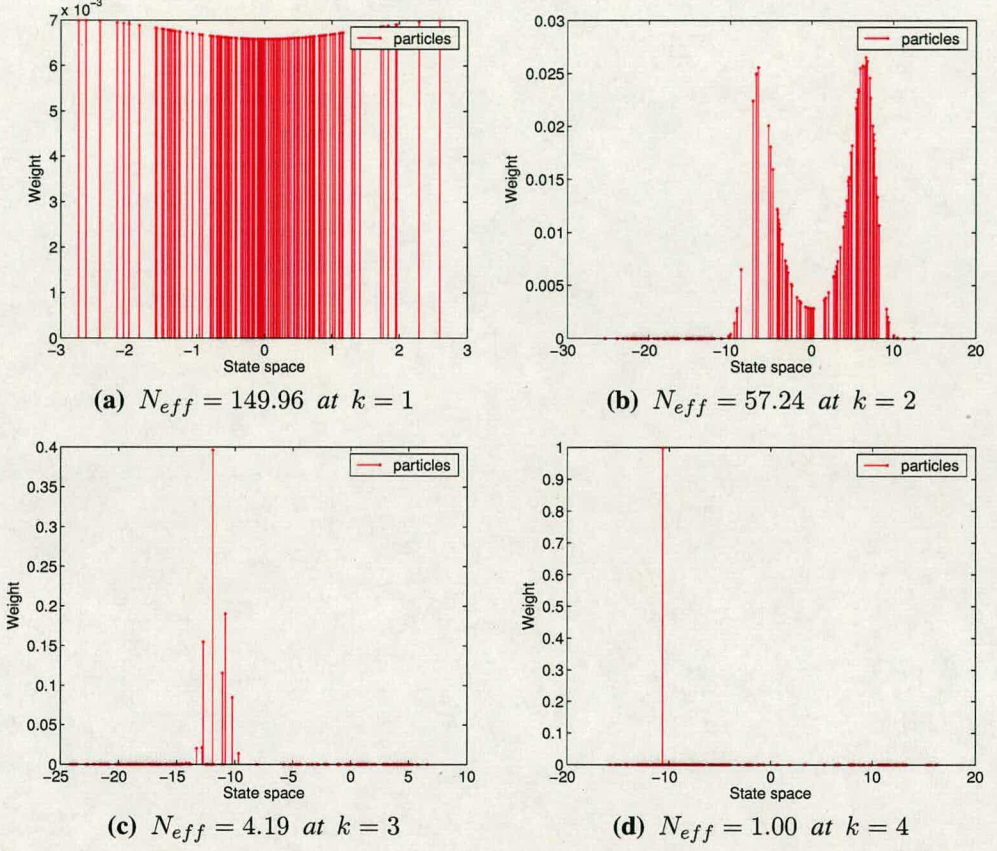 x 10⁻³
7
6
5
4
3
2
1
0
−3 −2 −1 0 1 2 3
Weight
State space
particles
(a) N_eff = 149.96 at k = 1
0.03
0.025
0.02
0.015
0.01
0.005
0
−30 −20 −10 0 10 20
Weight
State space
particles
(b) N_eff = 57.24 at k = 2
0.4
0.35
0.3
0.25
0.2
0.15
0.1
0.05
0
−25 −20 −15 −10 −5 0 5 10
Weight
State space
particles
(c) N_eff = 4.19 at k = 3
1
0.9
0.8
0.7
0.6
0.5
0.4
0.3
0.2
0.1
0
−20 −10 0 10 20
Weight
State space
particles
(d) N_eff = 1.00 at k = 4